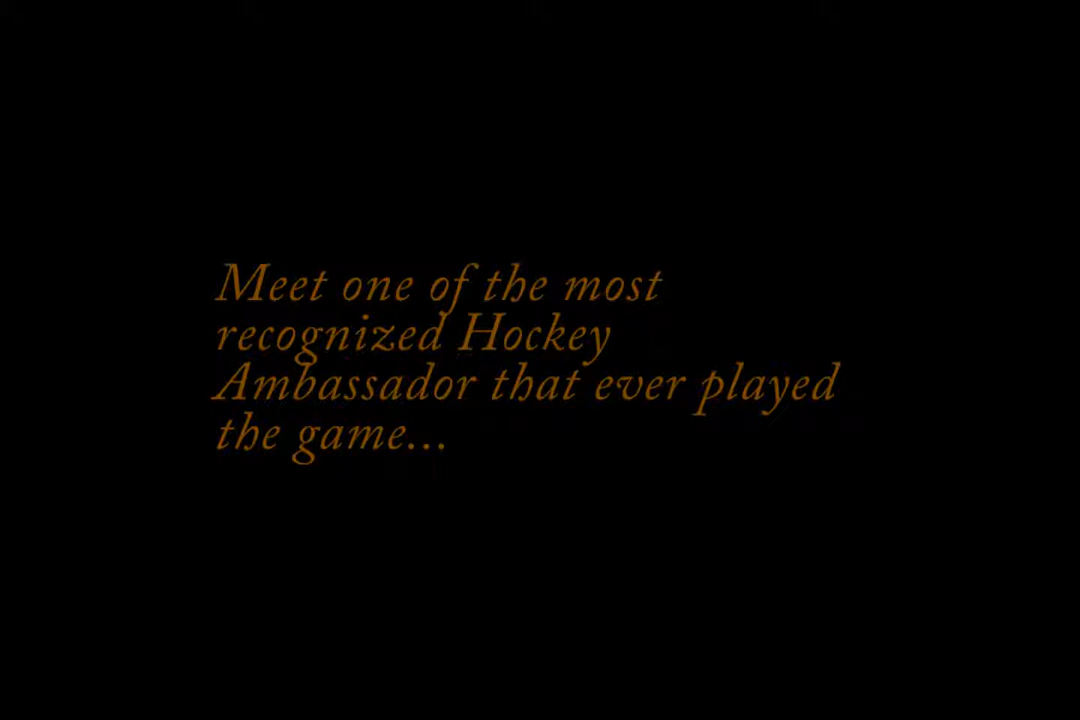 Meet one of the most
recognized Hockey
Ambassador that ever played
the game...